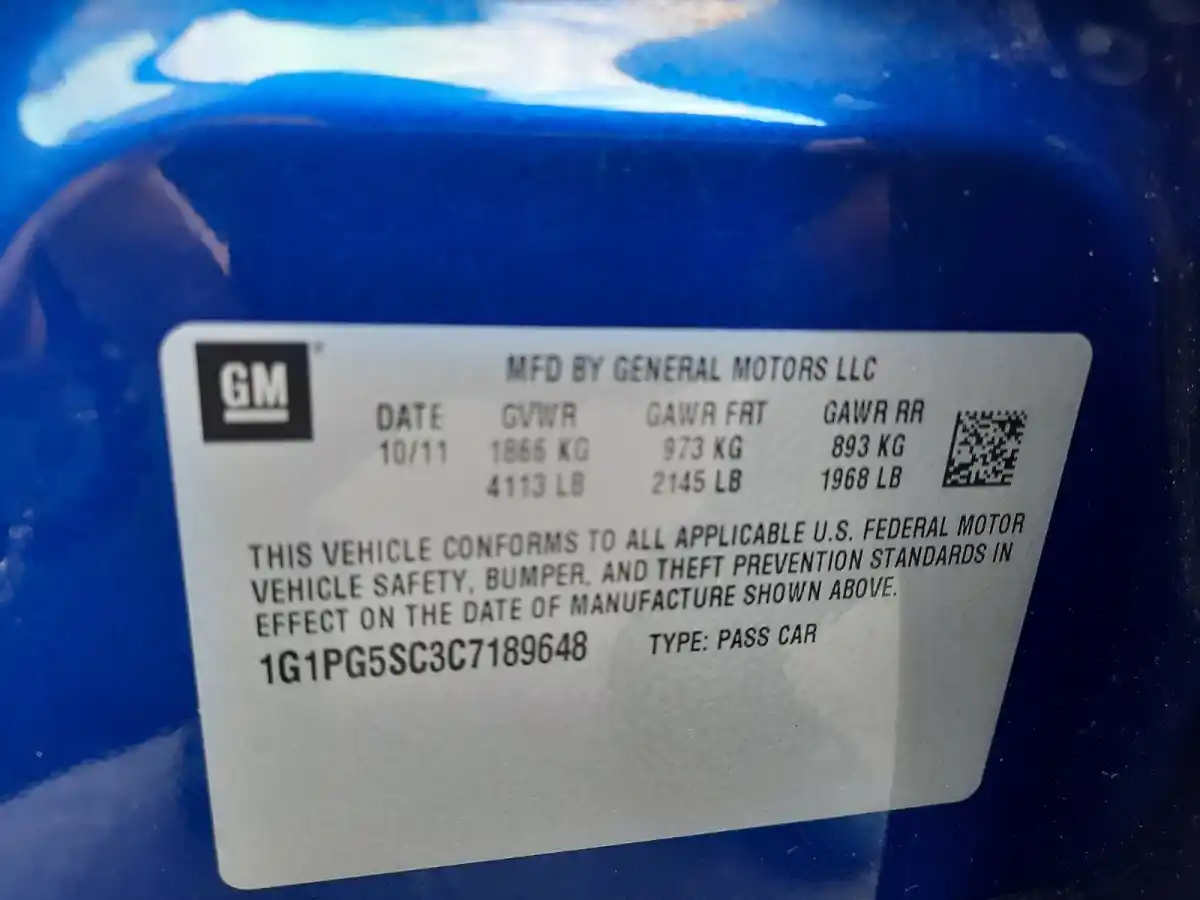 GM
MFD BY GENERAL MOTORS LLC
DATE GVWR GAWR FRT GAWR RR
10/11 1866 KG 973 KG 893 KG
4113 LB 2145 LB 1968 LB
THIS VEHICLE CONFORMS TO ALL APPLICABLE U.S. FEDERAL MOTOR
VEHICLE SAFETY, BUMPER, AND THEFT PREVENTION STANDARDS IN
EFFECT ON THE DATE OF MANUFACTURE SHOWN ABOVE.
1G1PG5SC3C7189648 TYPE: PASS CAR